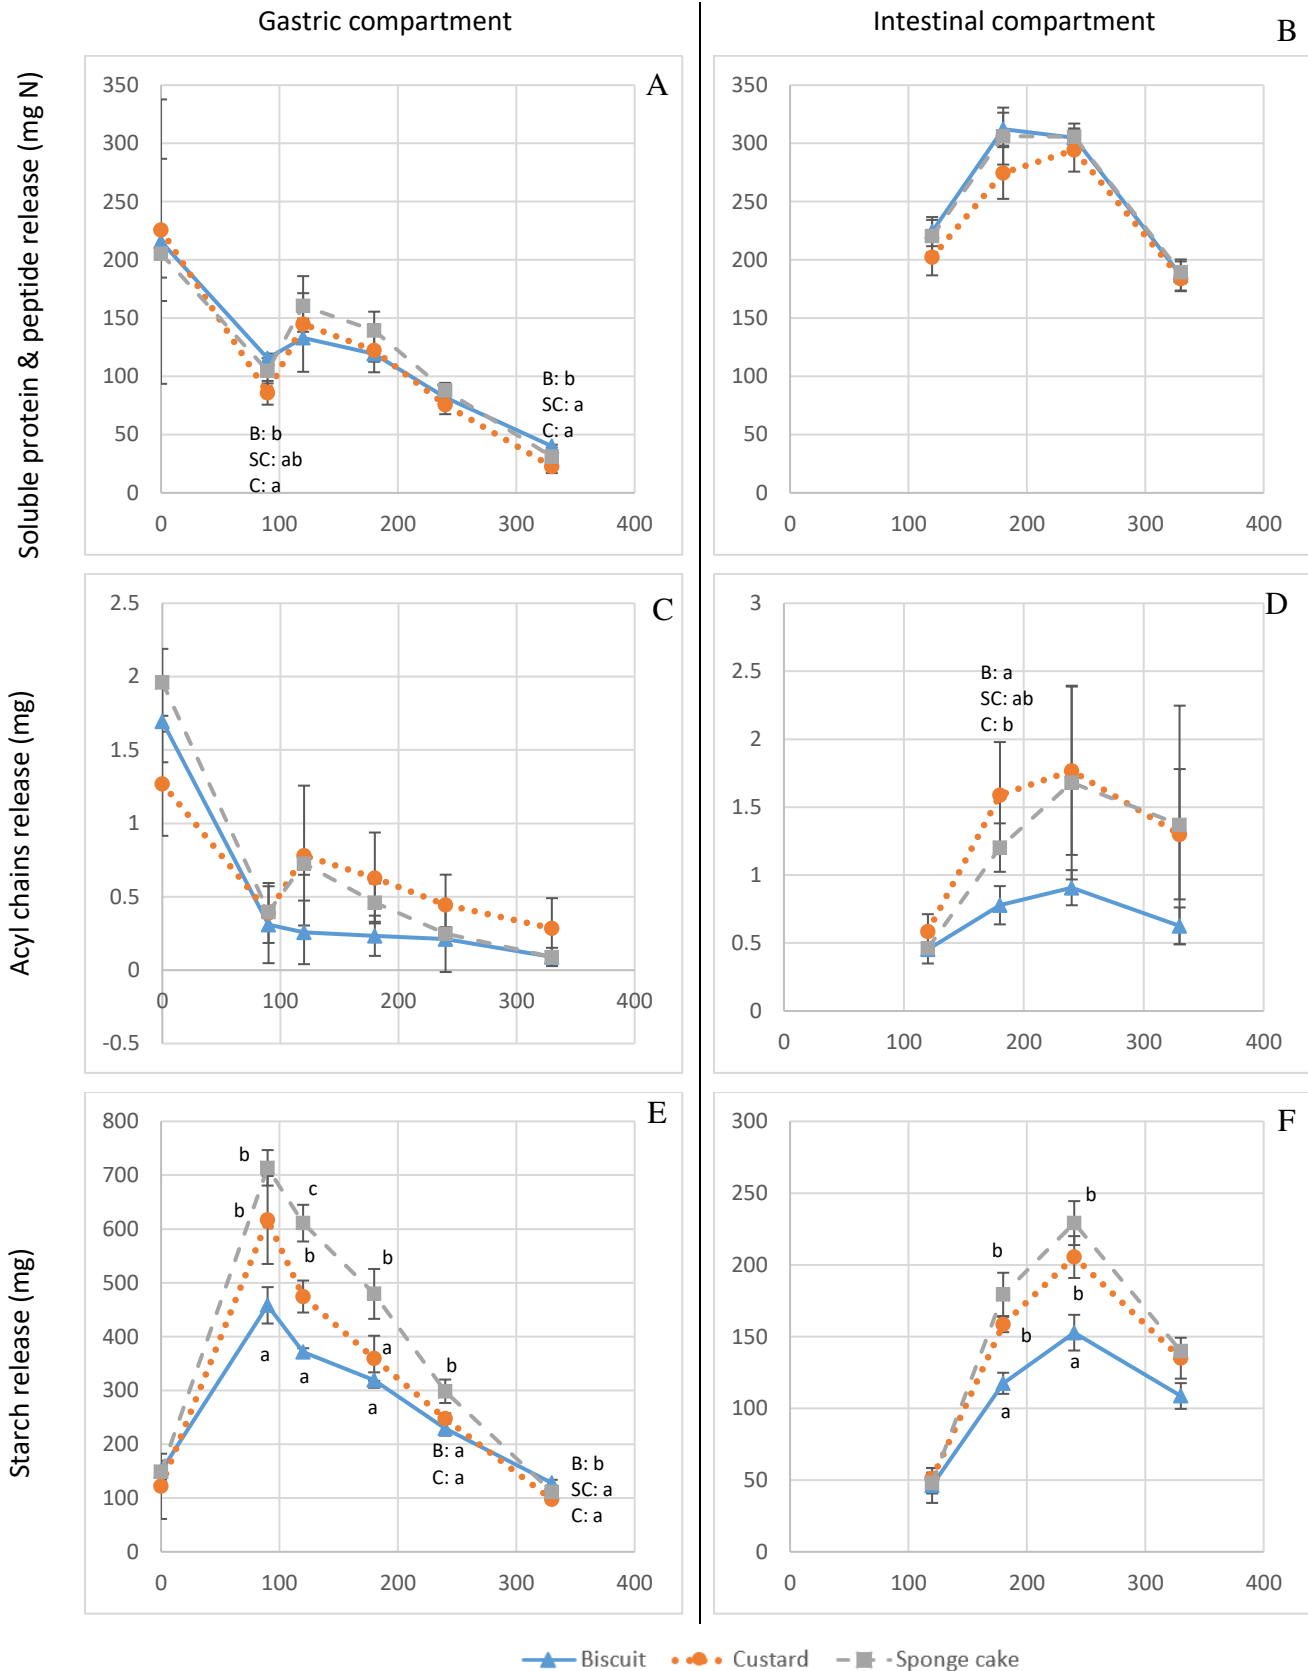 Gastric compartment
Intestinal compartment
Soluble protein & peptide release (mg N)
A
350
300
250
200
150
100
50
0
0
100
200
300
400
B: b
SC: ab
C: a
B: b
SC: a
C: a
B
350
300
250
200
150
100
50
0
0
100
200
300
400
Acyl chains release (mg)
C
2.5
2
1.5
1
0.5
0
-0.5
0
100
200
300
400
D
3
2.5
2
1.5
1
0.5
0
0
100
200
300
400
B: a
SC: ab
C: b
Starch release (mg)
E
800
700
600
500
400
300
200
100
0
0
100
200
300
400
b
b
a
c
b
a
b
a
a
b
B: a
C: a
B: b
SC: a
C: a
F
300
250
200
150
100
50
0
0
100
200
300
400
b
b
a
b
b
a
Biscuit
Custard
Sponge cake